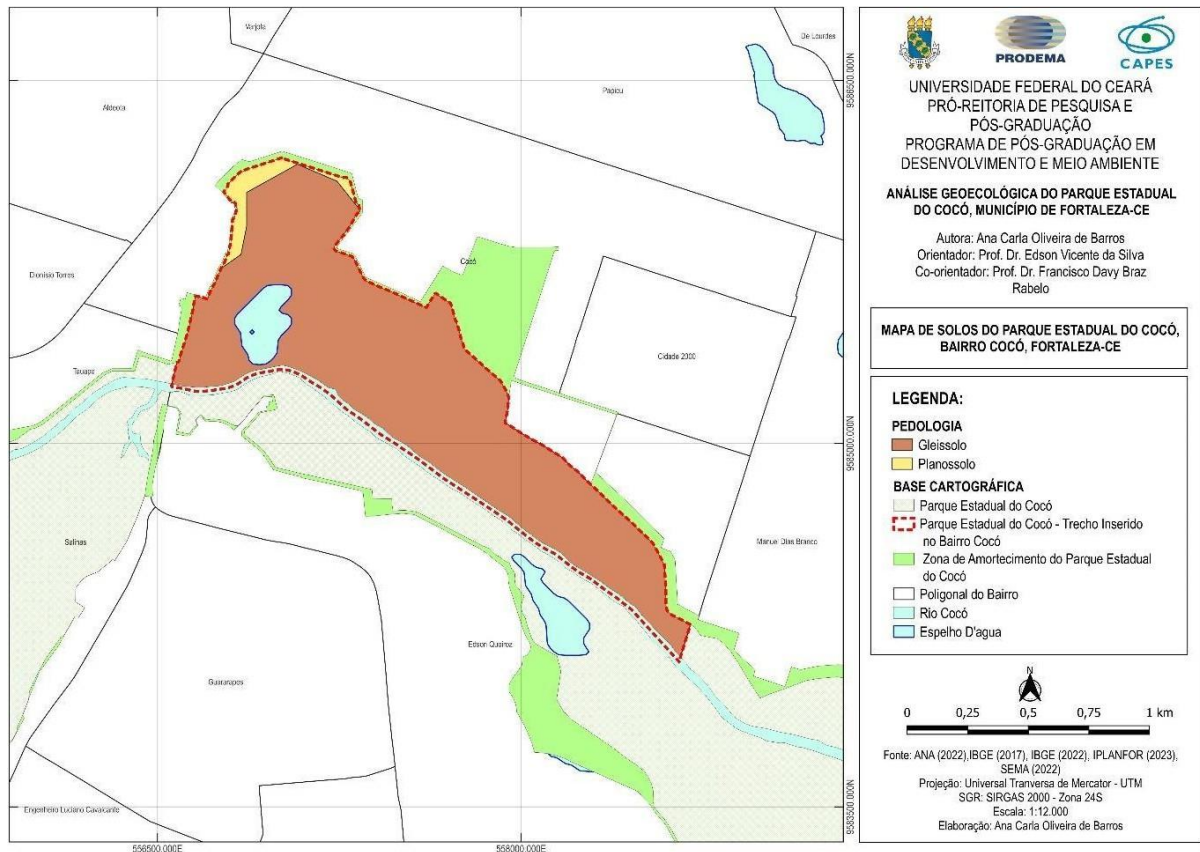 Varjota
De Lourdes
Aldeota
Papicu
9586500.000N
Dionísio Torres
Cocó
Cidade 2000
Tauape
9585000.000N
Salinas
Manuel Dias Branco
Edson Queiroz
Guararapes
Engenheiro Luciano Cavalcante
9583500.000N
556500.000E
558000.000E
PRODEMA
CAPES
UNIVERSIDADE FEDERAL DO CEARÁ
PRÓ-REITORIA DE PESQUISA E
PÓS-GRADUAÇÃO
PROGRAMA DE PÓS-GRADUAÇÃO EM
DESENVOLVIMENTO E MEIO AMBIENTE
ANÁLISE GEOECOLÓGICA DO PARQUE ESTADUAL
DO COCÓ, MUNICÍPIO DE FORTALEZA-CE
Autora: Ana Carla Oliveira de Barros
Orientador: Prof. Dr. Edson Vicente da Silva
Co-orientador: Prof. Dr. Francisco Davy Braz
Rabelo
MAPA DE SOLOS DO PARQUE ESTADUAL DO COCÓ,
BAIRRO COCÓ, FORTALEZA-CE
LEGENDA:
PEDOLOGIA
Gleissolo
Planossolo
BASE CARTOGRÁFICA
Parque Estadual do Cocó
Parque Estadual do Cocó - Trecho Inserido
no Bairro Cocó
Zona de Amortecimento do Parque Estadual
do Cocó
Poligonal do Bairro
Rio Cocó
Espelho D'agua
N
0 0,25 0,5 0,75 1 km
Fonte: ANA (2022),IBGE (2017), IBGE (2022), IPLANFOR (2023),
SEMA (2022)
Projeção: Universal Tranversa de Mercator - UTM
SGR: SIRGAS 2000 - Zona 24S
Escala: 1:12.000
Elaboração: Ana Carla Oliveira de Barros